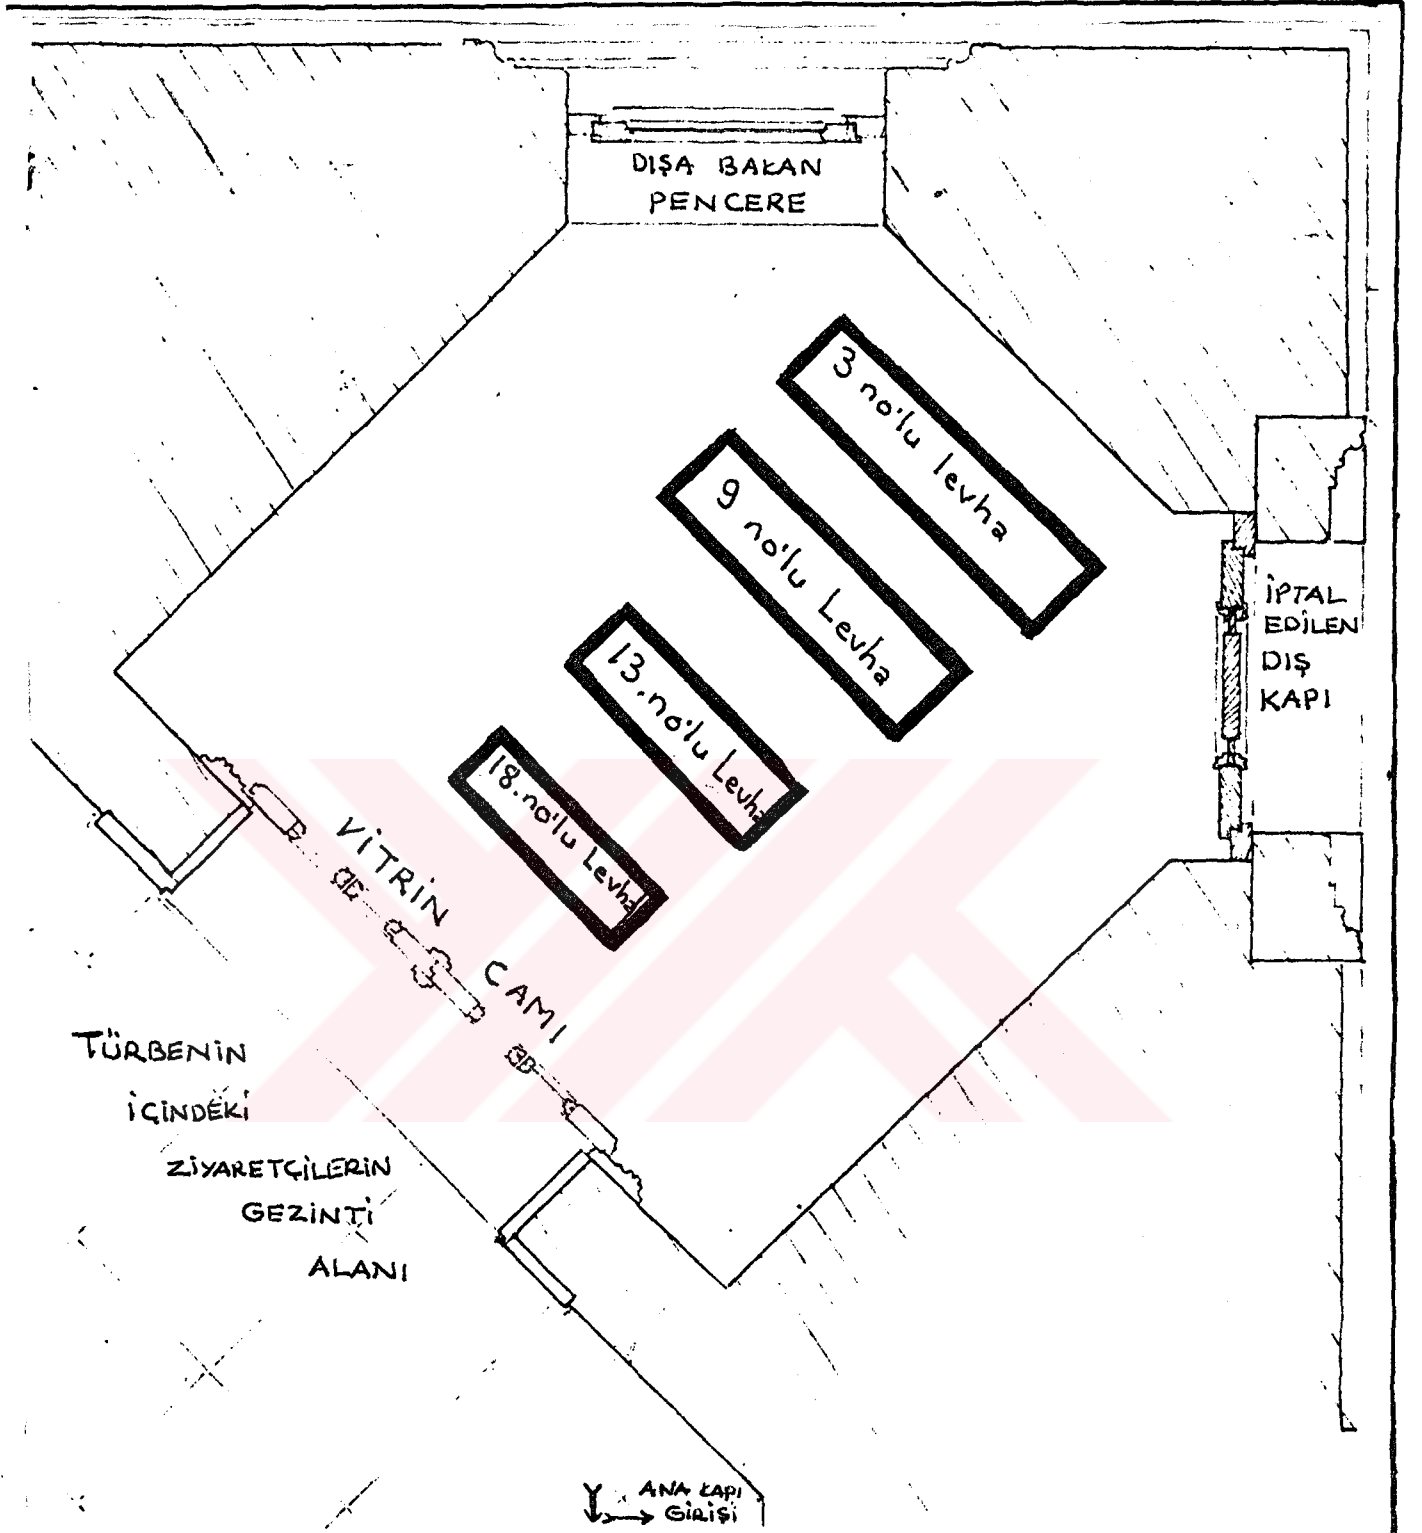 DIŞA BAKAN
PENCERE
3 no'lu levha
9 no'lu Levha
13.no'lu Levha
18.no'lu Levha
İPTAL
EDİLEN
DIŞ
KAPI
VİTRİN CAMI
TÜRBENİN
İÇİNDEKİ
ZİYARETÇİLERİN
GEZİNTİ
ALANI
ANA KAPI
GİRİŞİ